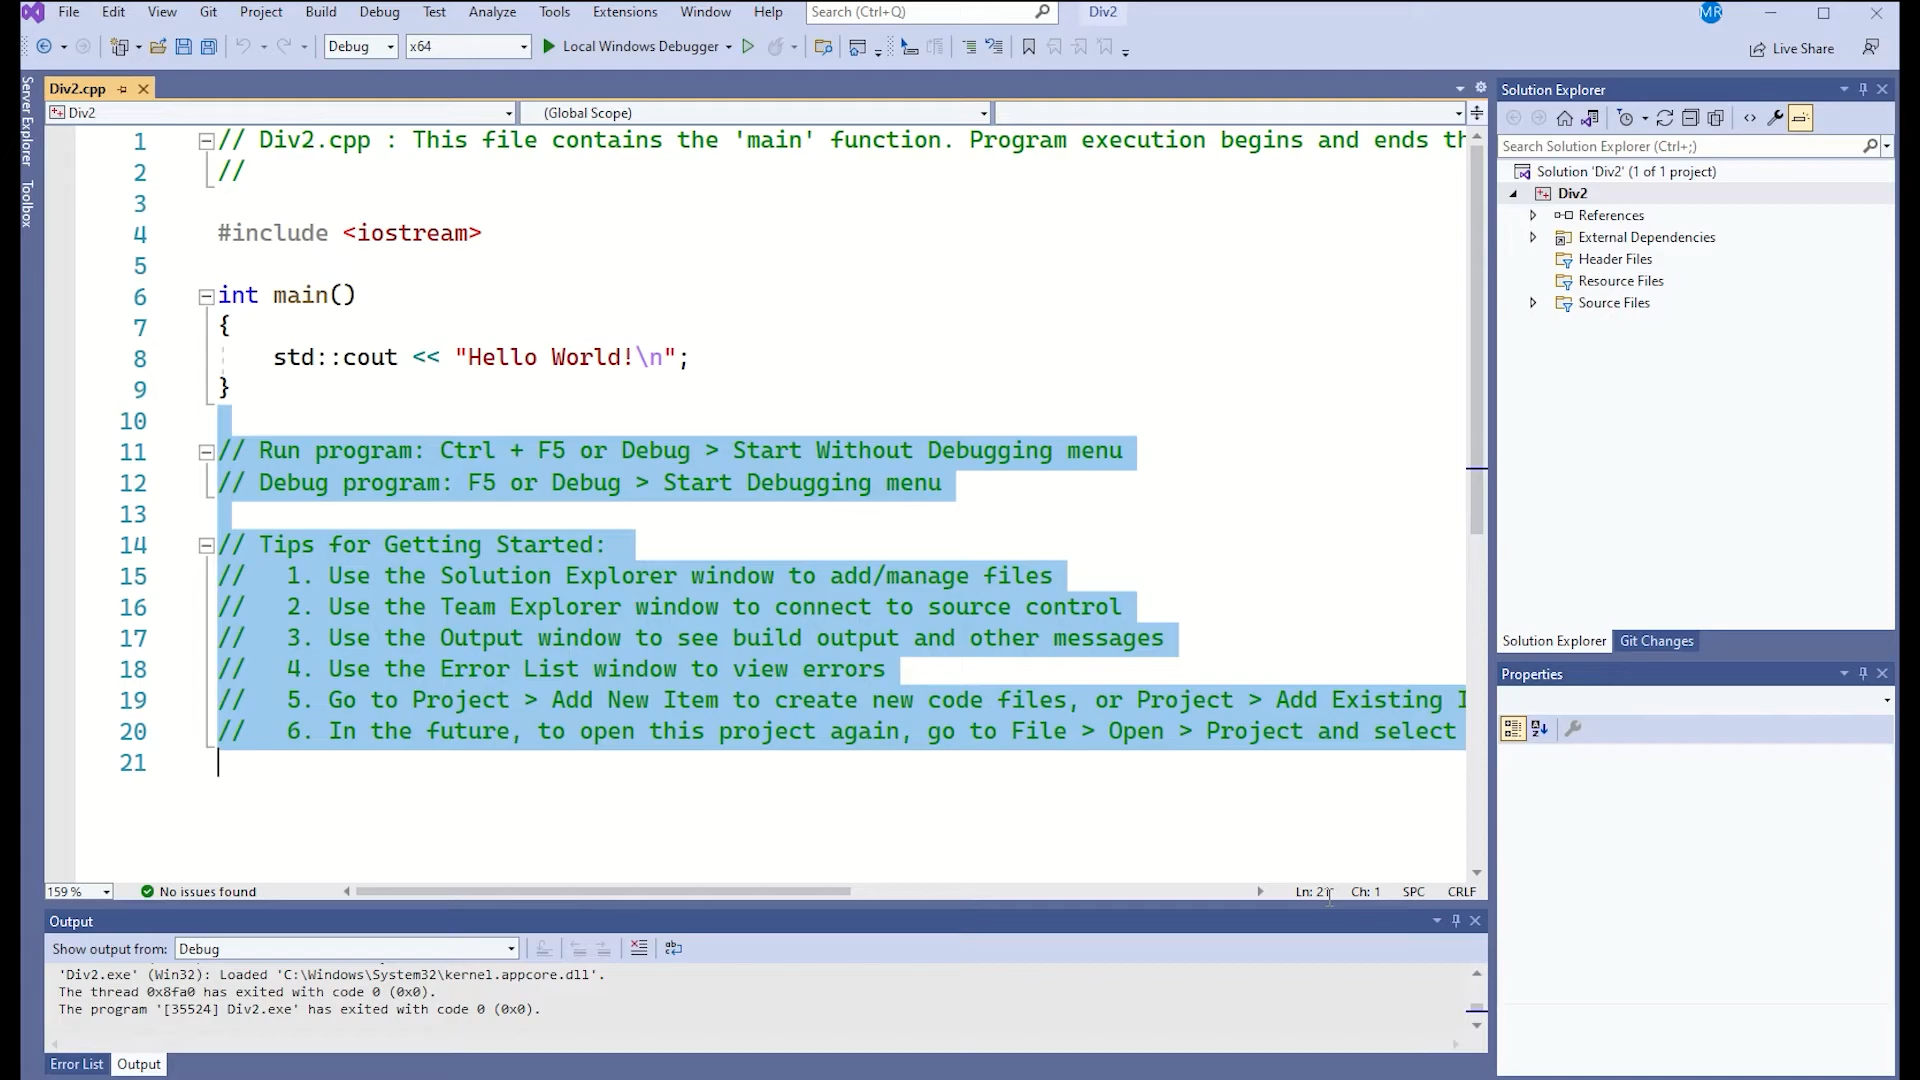 File Edit View Git Project Build Debug Test Analyze Tools Extensions Window Help Search (Ctrl+Q) Div2 MR
Debug x64 Local Windows Debugger Live Share
Server Explorer
Toolbox
Div2.cpp
Div2 (Global Scope)
1 // Div2.cpp : This file contains the 'main' function. Program execution begins and ends th
2 //
3
4 #include <iostream>
5
6 int main()
7 {
8 std::cout << "Hello World!\n";
9 }
10
11 // Run program: Ctrl + F5 or Debug > Start Without Debugging menu
12 // Debug program: F5 or Debug > Start Debugging menu
13
14 // Tips for Getting Started:
15 // 1. Use the Solution Explorer window to add/manage files
16 // 2. Use the Team Explorer window to connect to source control
17 // 3. Use the Output window to see build output and other messages
18 // 4. Use the Error List window to view errors
19 // 5. Go to Project > Add New Item to create new code files, or Project > Add Existing I
20 // 6. In the future, to open this project again, go to File > Open > Project and select
21
159 % No issues found Ln: 21 Ch: 1 SPC CRLF
Output
Show output from: Debug
'Div2.exe' (Win32): Loaded 'C:\Windows\System32\kernel.appcore.dll'.
The thread 0x8fa0 has exited with code 0 (0x0).
The program '[35524] Div2.exe' has exited with code 0 (0x0).
Error List Output
Solution Explorer
Search Solution Explorer (Ctrl+;)
Solution 'Div2' (1 of 1 project)
Div2
References
External Dependencies
Header Files
Resource Files
Source Files
Solution Explorer Git Changes
Properties